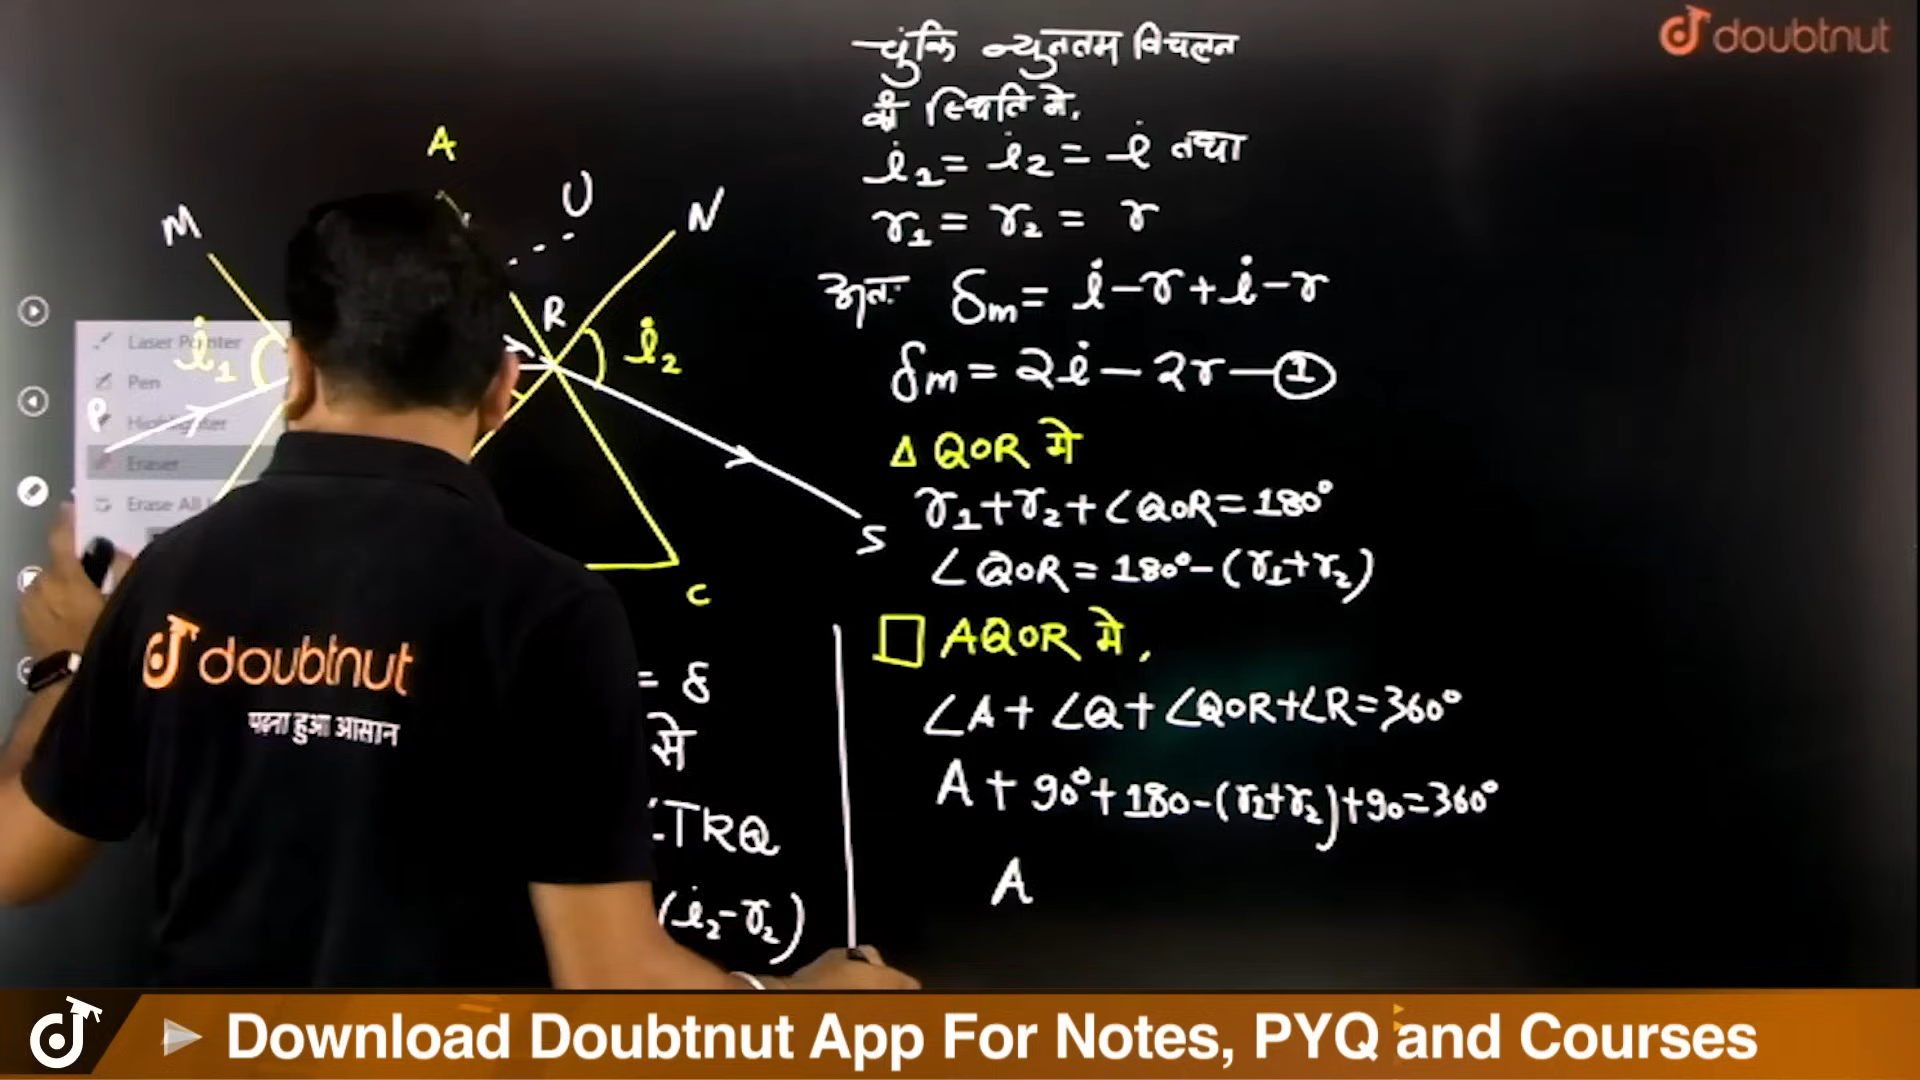 doubtnut
चुंकि न्युनतम विचलन
की स्थिति में,
i₁ = i₂ = i तथा
r₁ = r₂ = r
अतः δm = i - r + i - r
δm = 2i - 2r - ①
Δ QOR में
r₁ + r₂ + ∠QOR = 180°
∠QOR = 180° - (r₁ + r₂)
□ AQOR में,
∠A + ∠Q + ∠QOR + ∠R = 360°
A + 90° + 180 - (r₁ + r₂) + 90 = 360°
A
A
U
M
N
R
i₁
i₂
P
S
C
Laser Pointer
Pen
Highlighter
Eraser
Erase All
= δ
से
TRQ
(i₂ - r₂)
doubtnut
पढ़ना हुआ आसान
Download Doubtnut App For Notes, PYQ and Courses